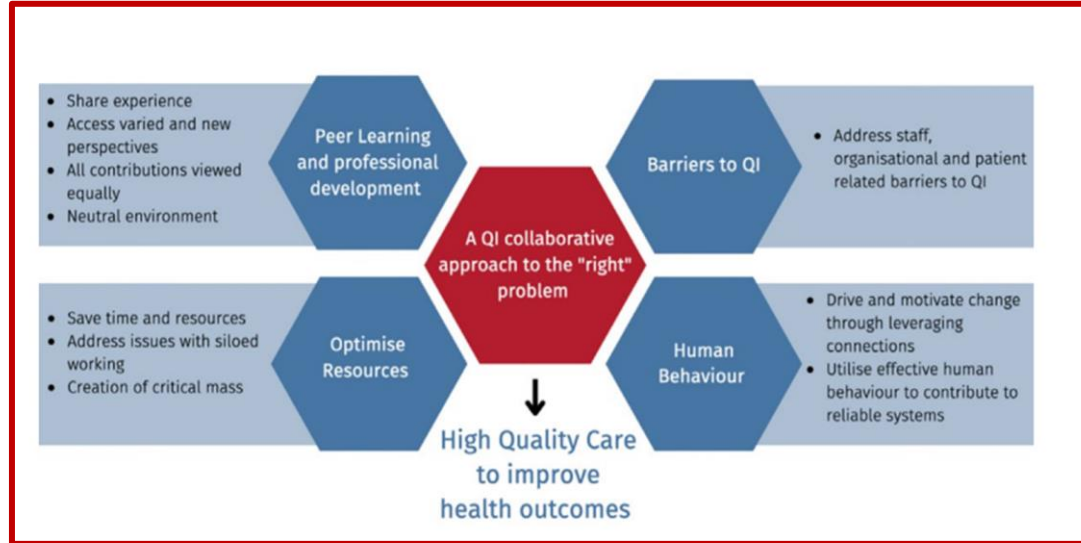 • Share experience
• Access varied and new
perspectives
• All contributions viewed
equally
• Neutral environment
Peer Learning
and professional
development
Barriers to QI
• Address staff,
organisational and patient
related barriers to QI
A QI collaborative
approach to the "right"
problem
• Save time and resources
• Address issues with siloed
working
• Creation of critical mass
Optimise
Resources
Human
Behaviour
• Drive and motivate change
through leveraging
connections
• Utilise effective human
behaviour to contribute to
reliable systems
High Quality Care
to improve
health outcomes